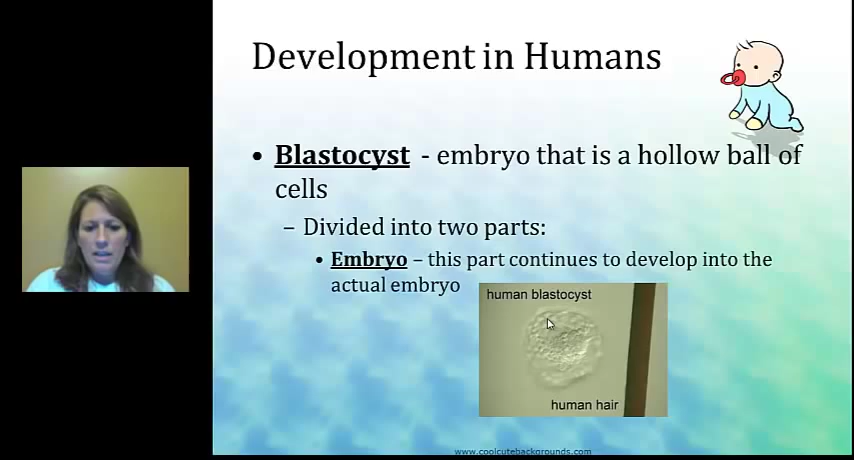 Development in Humans
• Blastocyst - embryo that is a hollow ball of
cells
– Divided into two parts:
• Embryo – this part continues to develop into the
actual embryo
human blastocyst
human hair
www.coolcutebackgrounds.com